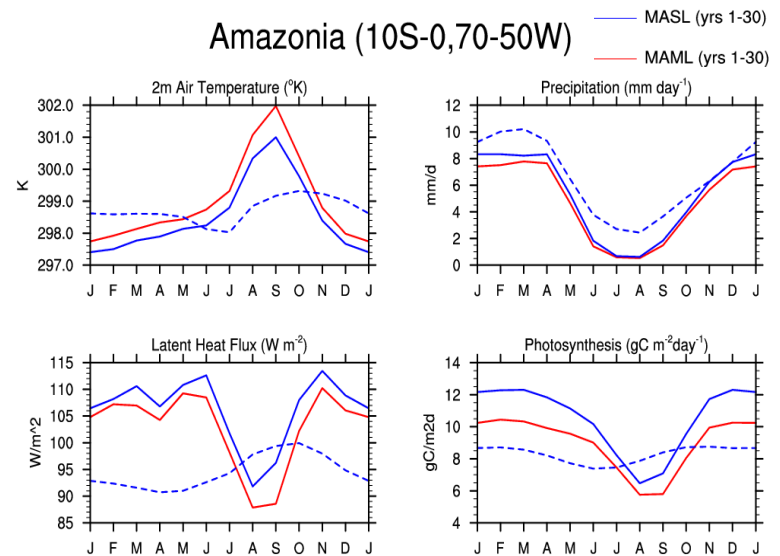 Amazonia (10S-0,70-50W)
MASL (yrs 1-30)
MAML (yrs 1-30)
2m Air Temperature (°K)
302.0
301.0
300.0
299.0
298.0
297.0
K
J F M A M J J A S O N D J
Precipitation (mm day⁻¹)
12
10
8
6
4
2
0
mm/d
J F M A M J J A S O N D J
Latent Heat Flux (W m⁻²)
115
110
105
100
95
90
85
W/m^2
J F M A M J J A S O N D J
Photosynthesis (gC m⁻²day⁻¹)
14
12
10
8
6
4
gC/m2d
J F M A M J J A S O N D J